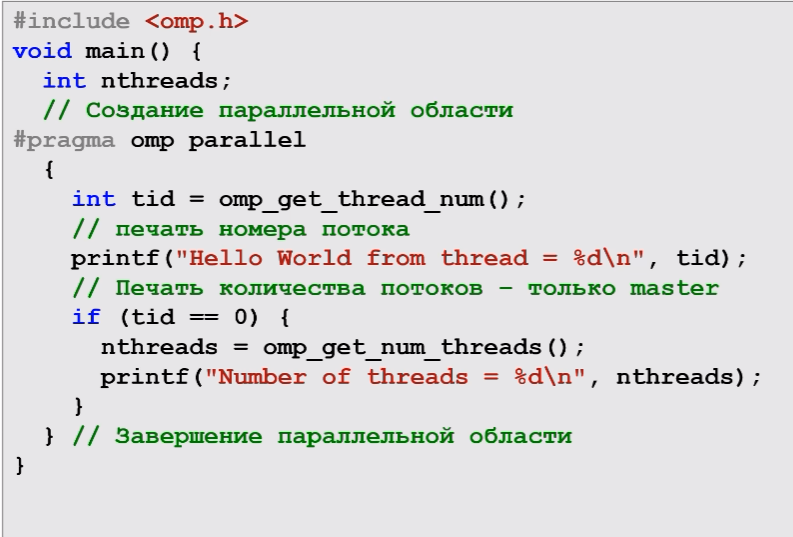 #include <omp.h>
void main() {
  int nthreads;
  // Создание параллельной области
#pragma omp parallel
  {
    int tid = omp_get_thread_num();
    // печать номера потока
    printf("Hello World from thread = %d\n", tid);
    // Печать количества потоков – только master
    if (tid == 0) {
      nthreads = omp_get_num_threads();
      printf("Number of threads = %d\n", nthreads);
    }
  } // Завершение параллельной области
}